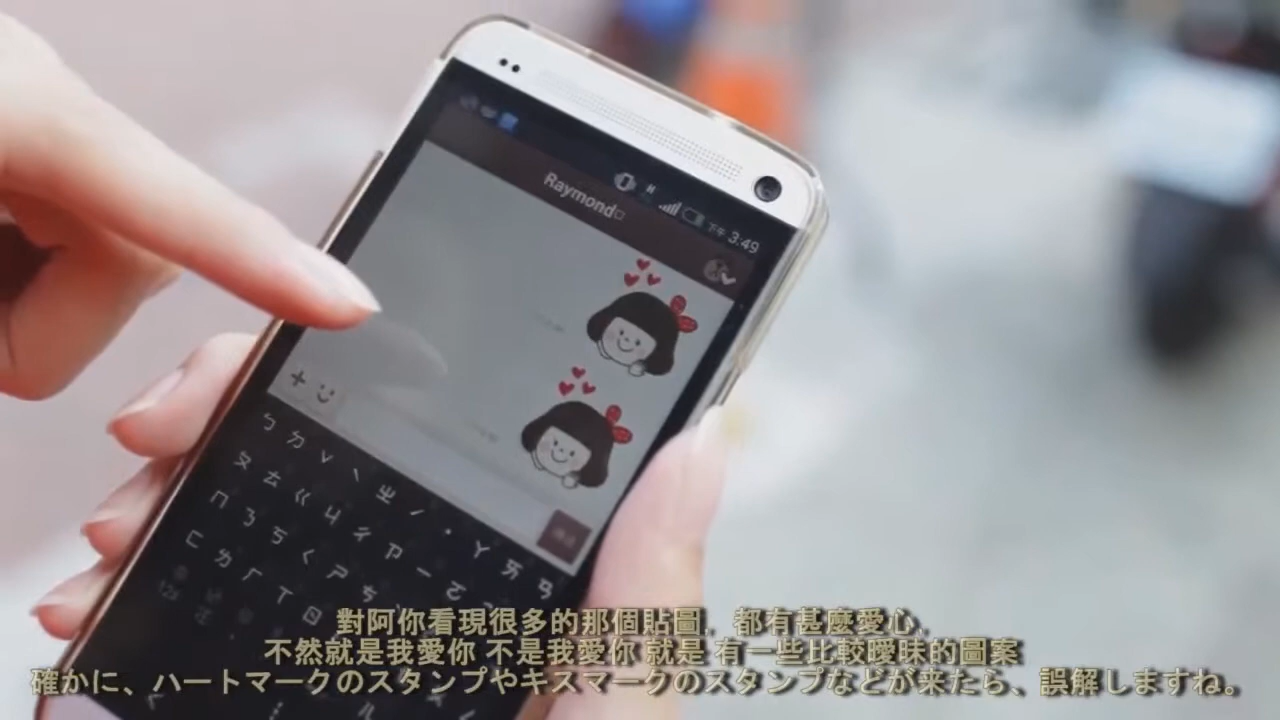 下午 3:49
Raymond
ㄅ ㄉ ˇ ˋ ㄓ ˊ ˙ ㄚ ㄞ ㄢ
ㄆ ㄊ ㄍ ㄐ ㄔ ㄗ ㄧ ㄛ
ㄇ ㄋ ㄎ ㄑ ㄕ ㄘ
ㄈ ㄌ ㄏ ㄒ ㄖ
對阿你看現很多的那個貼圖, 都有甚麼愛心,
不然就是我愛你 不是我愛你 就是 有一些比較曖昧的圖案
確かに、ハートマークのスタンプやキスマークのスタンプなどが来たら、誤解しますね。